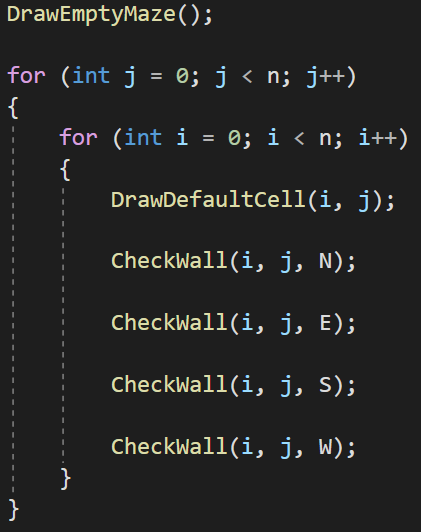 DrawEmptyMaze();
for (int j = 0; j < n; j++)
{
for (int i = 0; i < n; i++)
{
DrawDefaultCell(i, j);
CheckWall(i, j, N);
CheckWall(i, j, E);
CheckWall(i, j, S);
CheckWall(i, j, W);
}
}